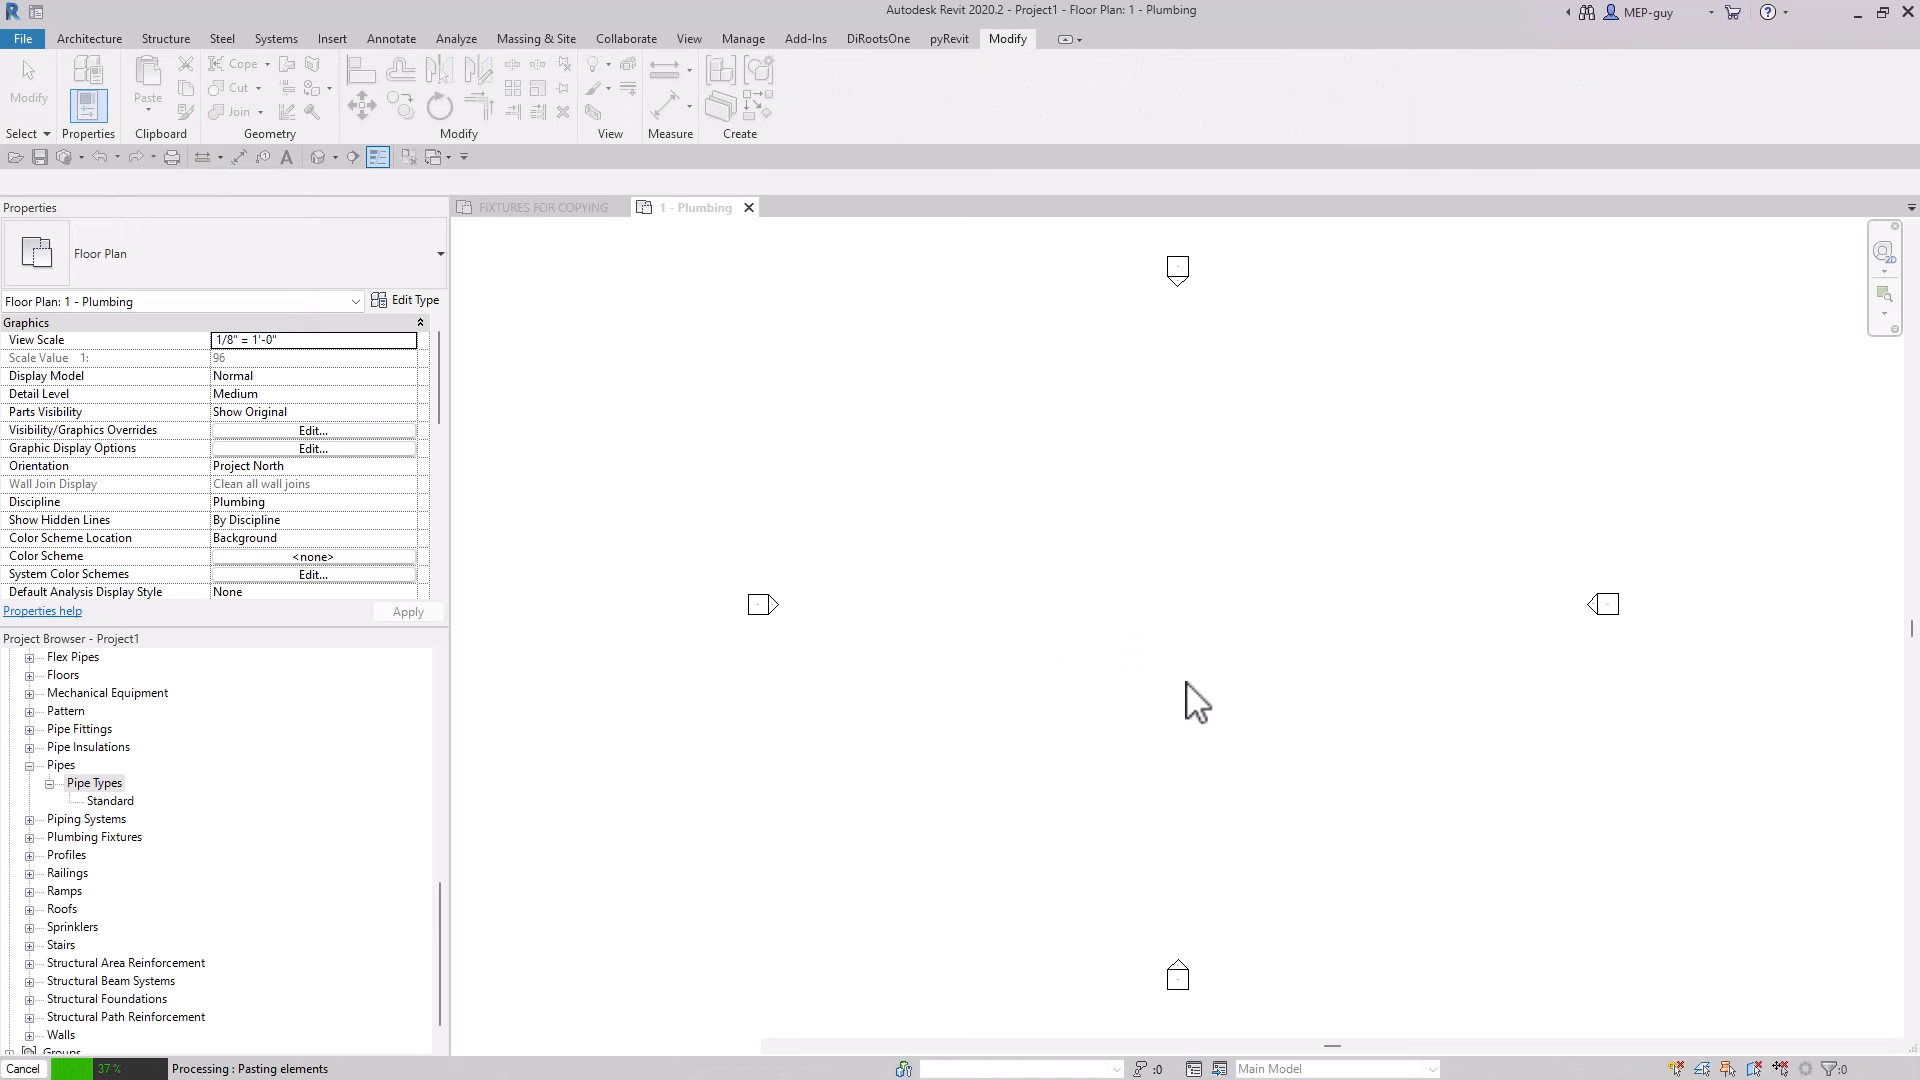 Autodesk Revit 2020.2 - Project1 - Floor Plan: 1 - Plumbing
MEP-guy
File Architecture Structure Steel Systems Insert Annotate Analyze Massing & Site Collaborate View Manage Add-Ins DiRootsOne pyRevit Modify
Modify
Paste
Cope
Cut
Join
Select Properties Clipboard Geometry Modify View Measure Create
Properties
FIXTURES FOR COPYING
1 - Plumbing
Floor Plan
Floor Plan: 1 - Plumbing
Edit Type
Graphics
View Scale 1/8" = 1'-0"
Scale Value 1: 96
Display Model Normal
Detail Level Medium
Parts Visibility Show Original
Visibility/Graphics Overrides Edit...
Graphic Display Options Edit...
Orientation Project North
Wall Join Display Clean all wall joins
Discipline Plumbing
Show Hidden Lines By Discipline
Color Scheme Location Background
Color Scheme <none>
System Color Schemes Edit...
Default Analysis Display Style None
Properties help
Apply
Project Browser - Project1
Flex Pipes
Floors
Mechanical Equipment
Pattern
Pipe Fittings
Pipe Insulations
Pipes
Pipe Types
Standard
Piping Systems
Plumbing Fixtures
Profiles
Railings
Ramps
Roofs
Sprinklers
Stairs
Structural Area Reinforcement
Structural Beam Systems
Structural Foundations
Structural Path Reinforcement
Walls
Groups
Cancel 37 % Processing : Pasting elements :0 Main Model :0